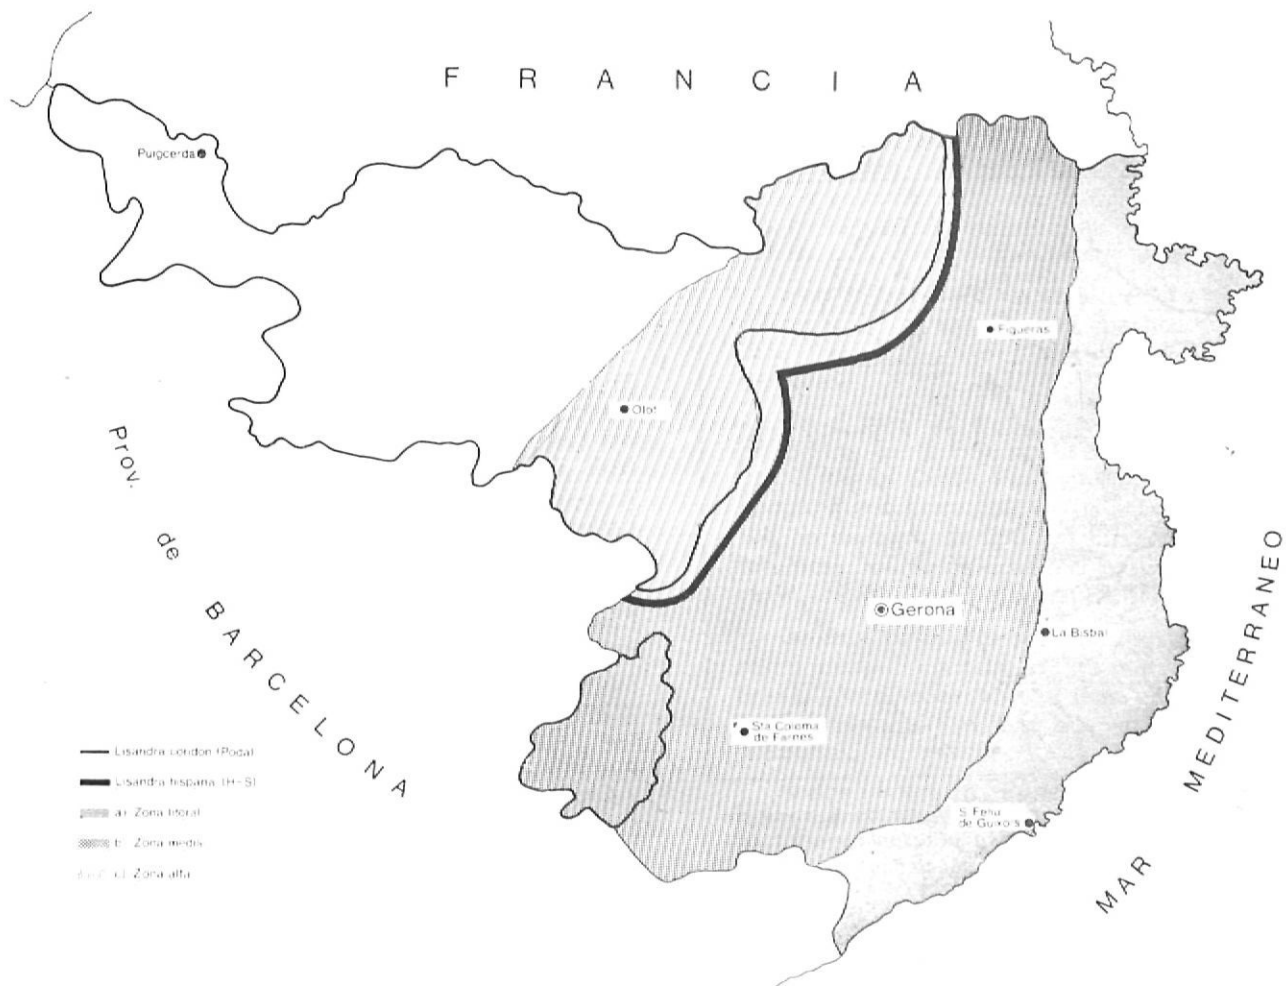 FRANCIA
Puigcerda
Figueras
Olot
Prov. de BARCELONA
Gerona
La Bisbal
Sta Coloma
de Farnes
S. Feliu
de Guixols
MAR MEDITERRANEO
Lisandra coridon (Poda)
Lisandra hispana (H-S)
a) Zona litoral
b) Zona media
c) Zona alta